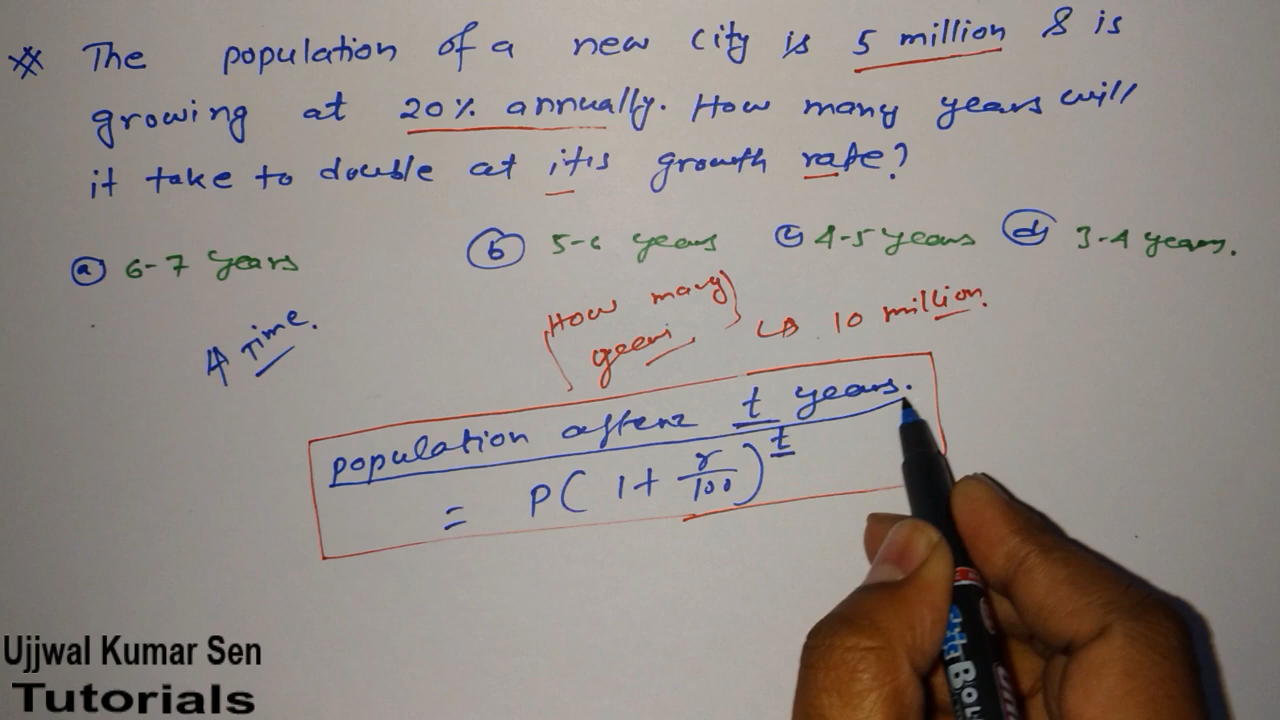 ※ The population of a new city is 5 million & is
growing at 20% annually. How many years will
it take to double at it's growth rate?
ⓐ 6-7 years ⓑ 5-6 years ⓒ 4-5 years ⓓ 3-4 years.
How many
years
↳ 10 million.
Time.
population after t years.
= P(1 + r/100)^t
Ujjwal Kumar Sen
Tutorials